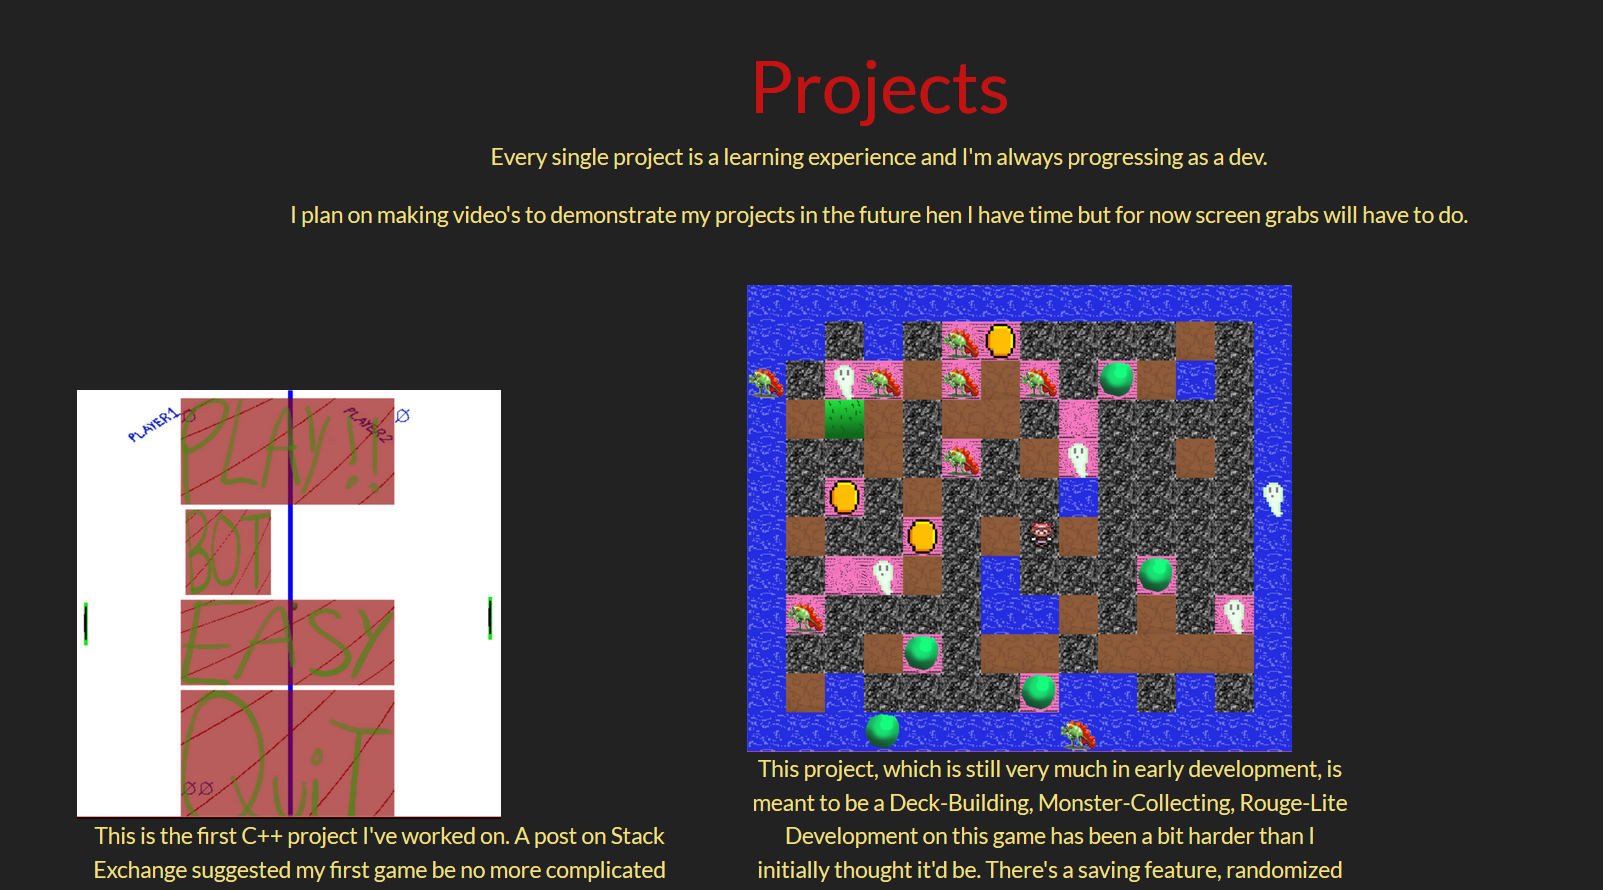 Projects
Every single project is a learning experience and I'm always progressing as a dev.
I plan on making video's to demonstrate my projects in the future hen I have time but for now screen grabs will have to do.
PLAYER1 Ø
PLAYER2 Ø
PLAY!!
BOT
EASY
QuiT
ØØ
This is the first C++ project I've worked on. A post on Stack
Exchange suggested my first game be no more complicated
This project, which is still very much in early development, is
meant to be a Deck-Building, Monster-Collecting, Rouge-Lite
Development on this game has been a bit harder than I
initially thought it'd be. There's a saving feature, randomized